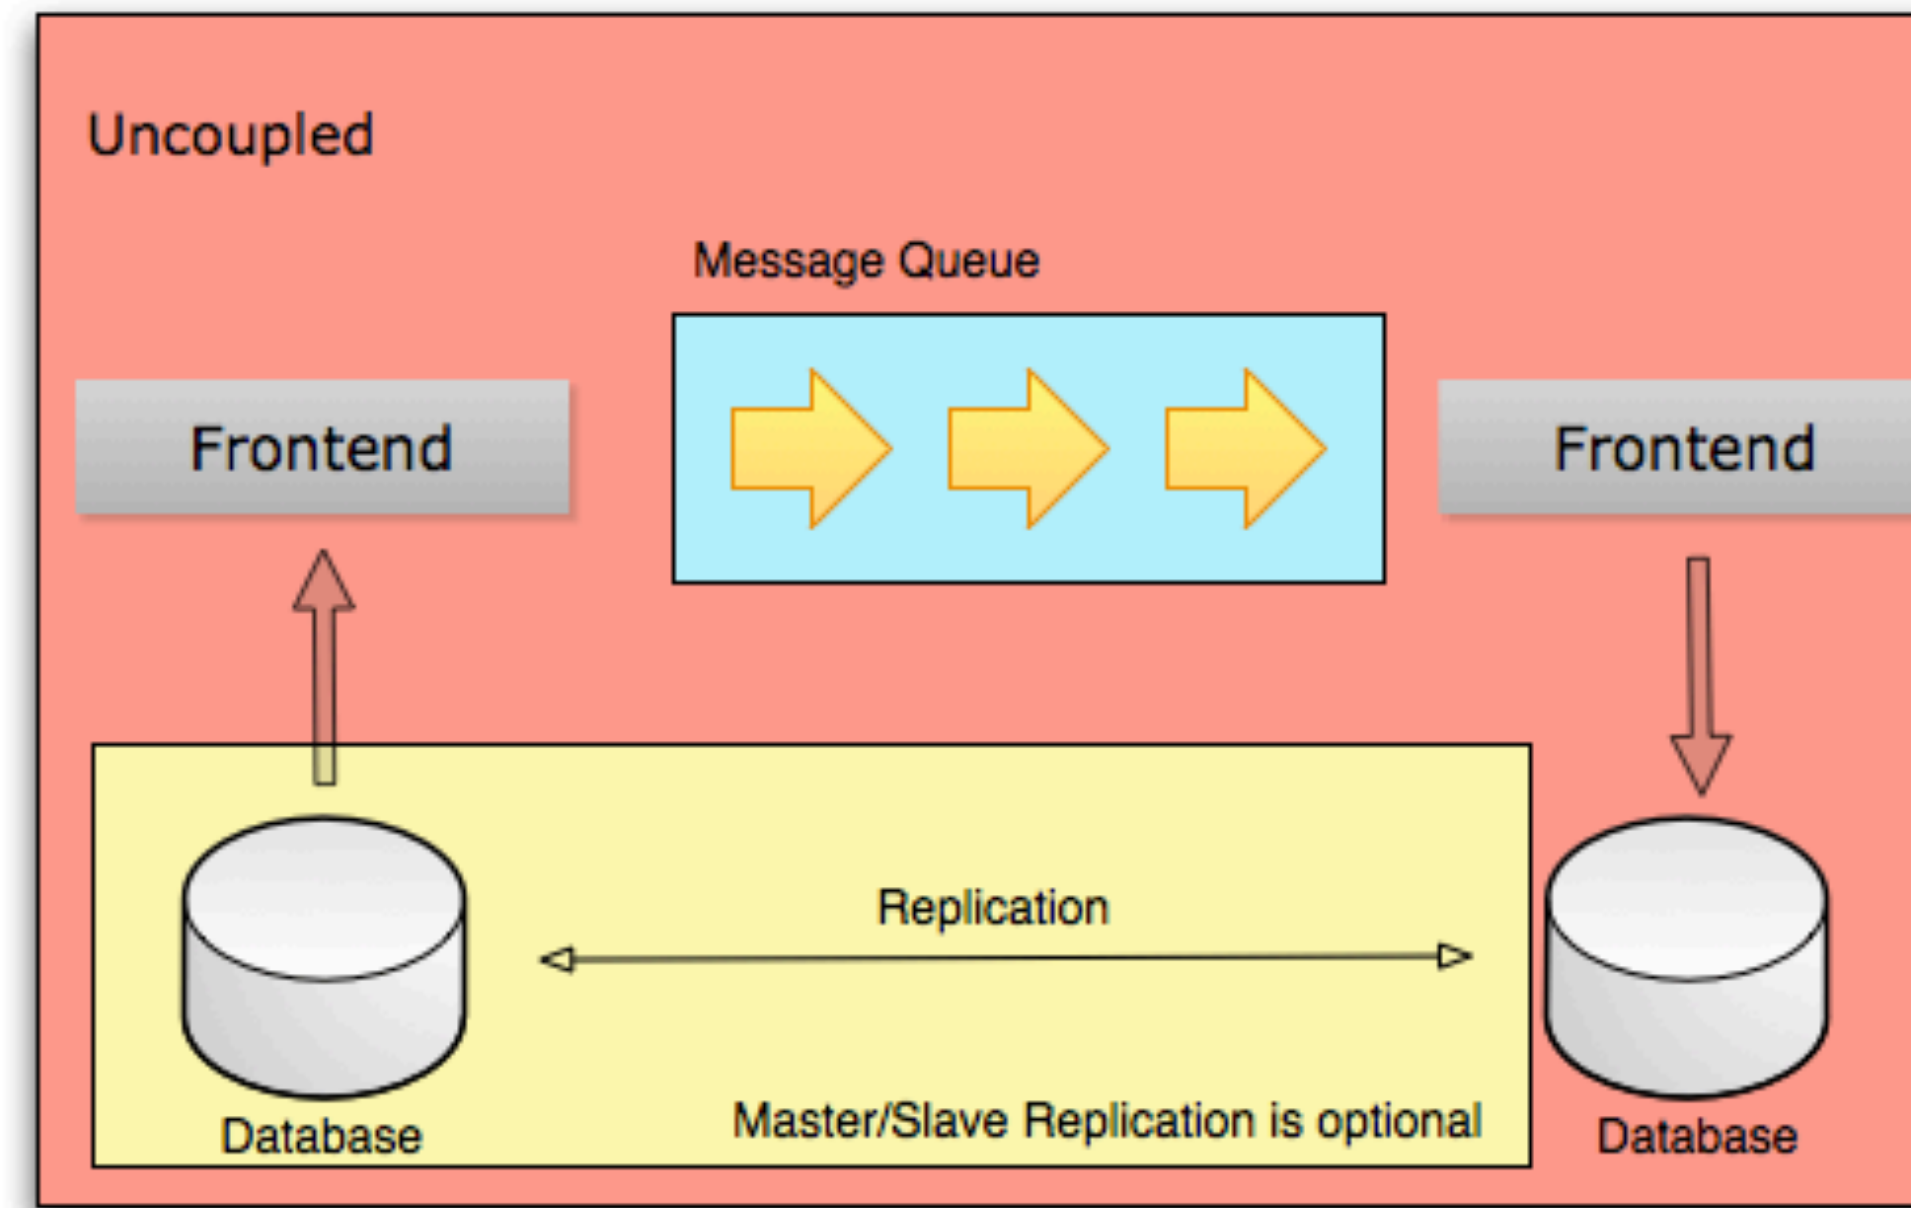 Uncoupled
Message Queue
Frontend
Frontend
Replication
Master/Slave Replication is optional
Database
Database